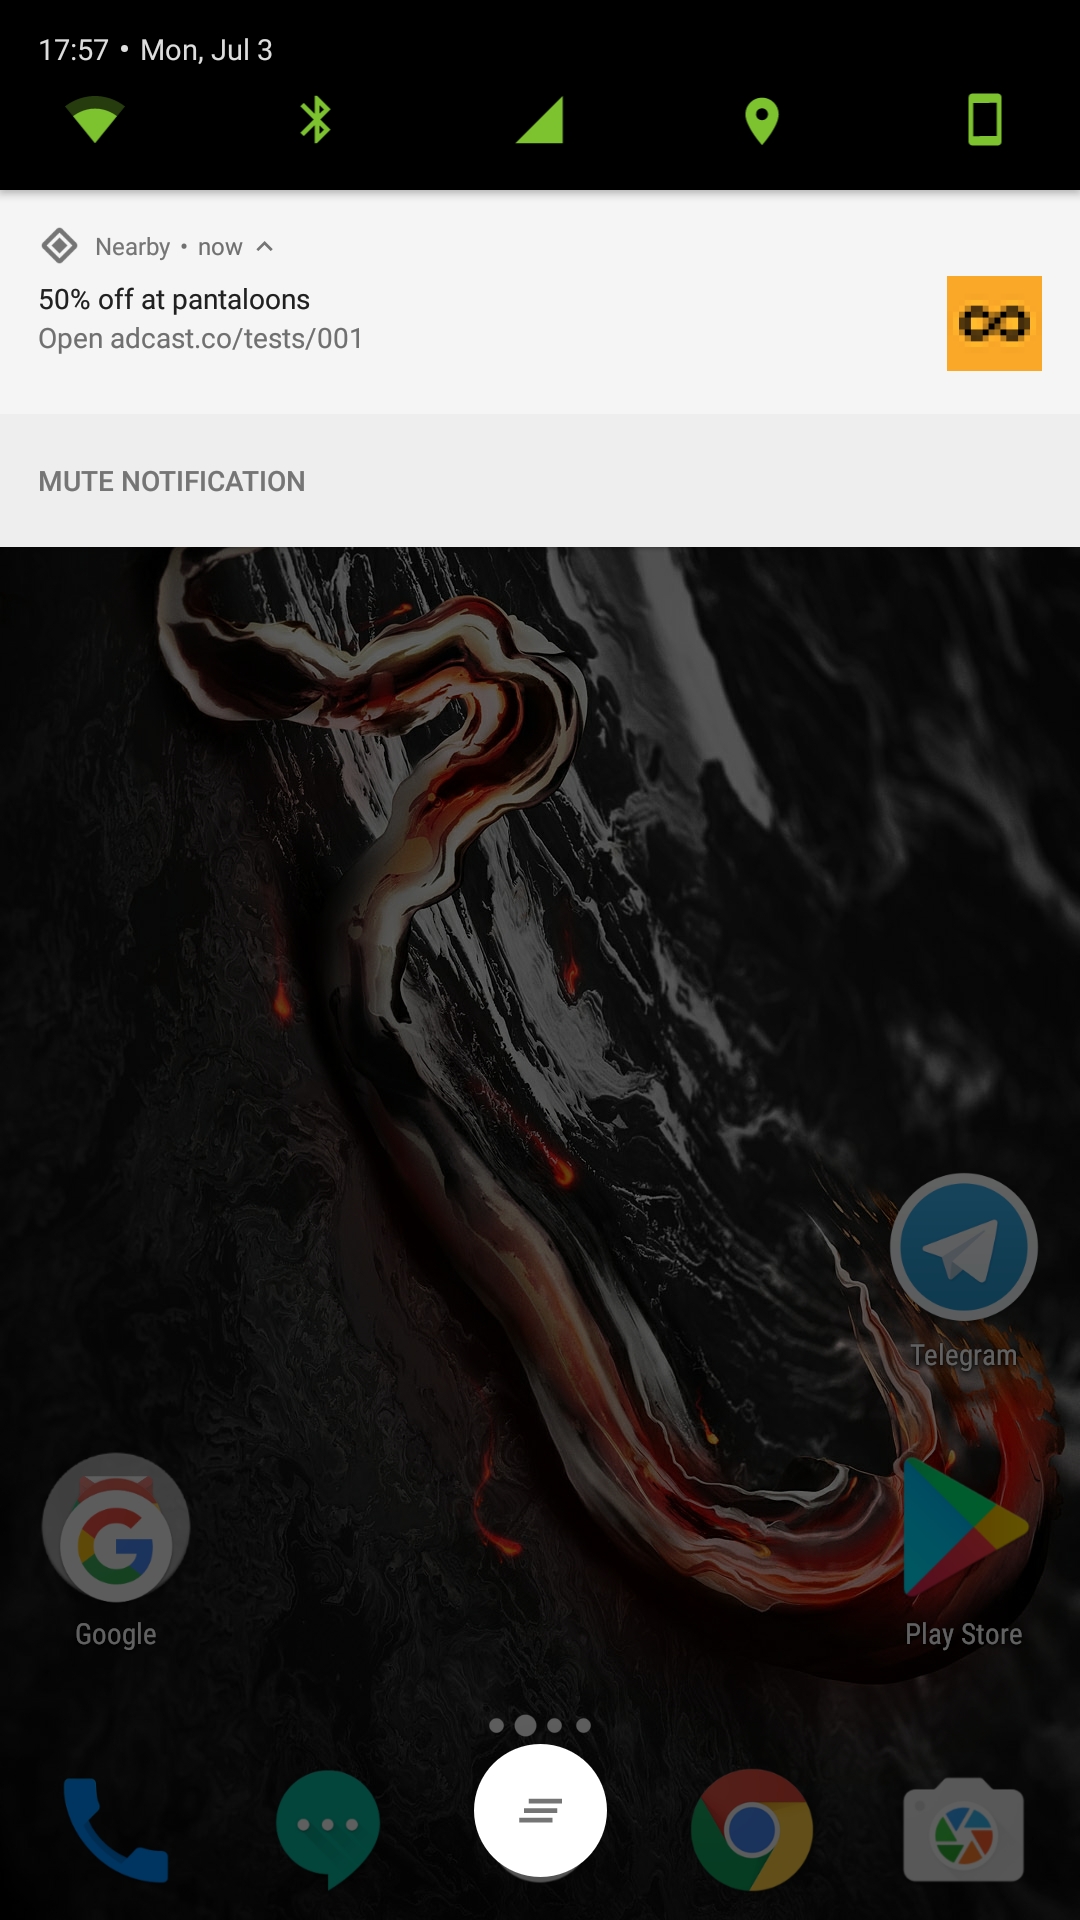 17:57 • Mon, Jul 3
Nearby • now
50% off at pantaloons
Open adcast.co/tests/001
MUTE NOTIFICATION
Telegram
Google
Play Store